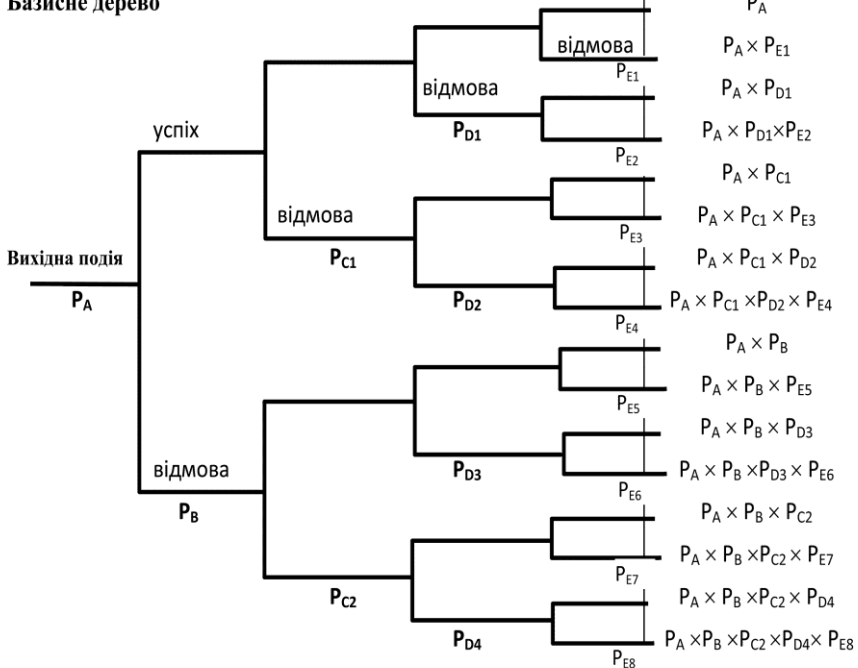 Базисне дерево
P_A
відмова
P_E1
P_A × P_E1
відмова
P_D1
P_A × P_D1
успіх
P_E2
P_A × P_D1×P_E2
P_A × P_C1
відмова
P_C1
P_E3
P_A × P_C1 × P_E3
Вихідна подія
P_A
P_D2
P_A × P_C1 × P_D2
P_E4
P_A × P_C1 ×P_D2 × P_E4
P_A × P_B
P_E5
P_A × P_B × P_E5
відмова
P_B
P_D3
P_A × P_B × P_D3
P_E6
P_A × P_B ×P_D3 × P_E6
P_A × P_B × P_C2
P_E7
P_A × P_B ×P_C2 × P_E7
P_C2
P_A × P_B ×P_C2 × P_D4
P_D4
P_E8
P_A ×P_B ×P_C2 ×P_D4× P_E8